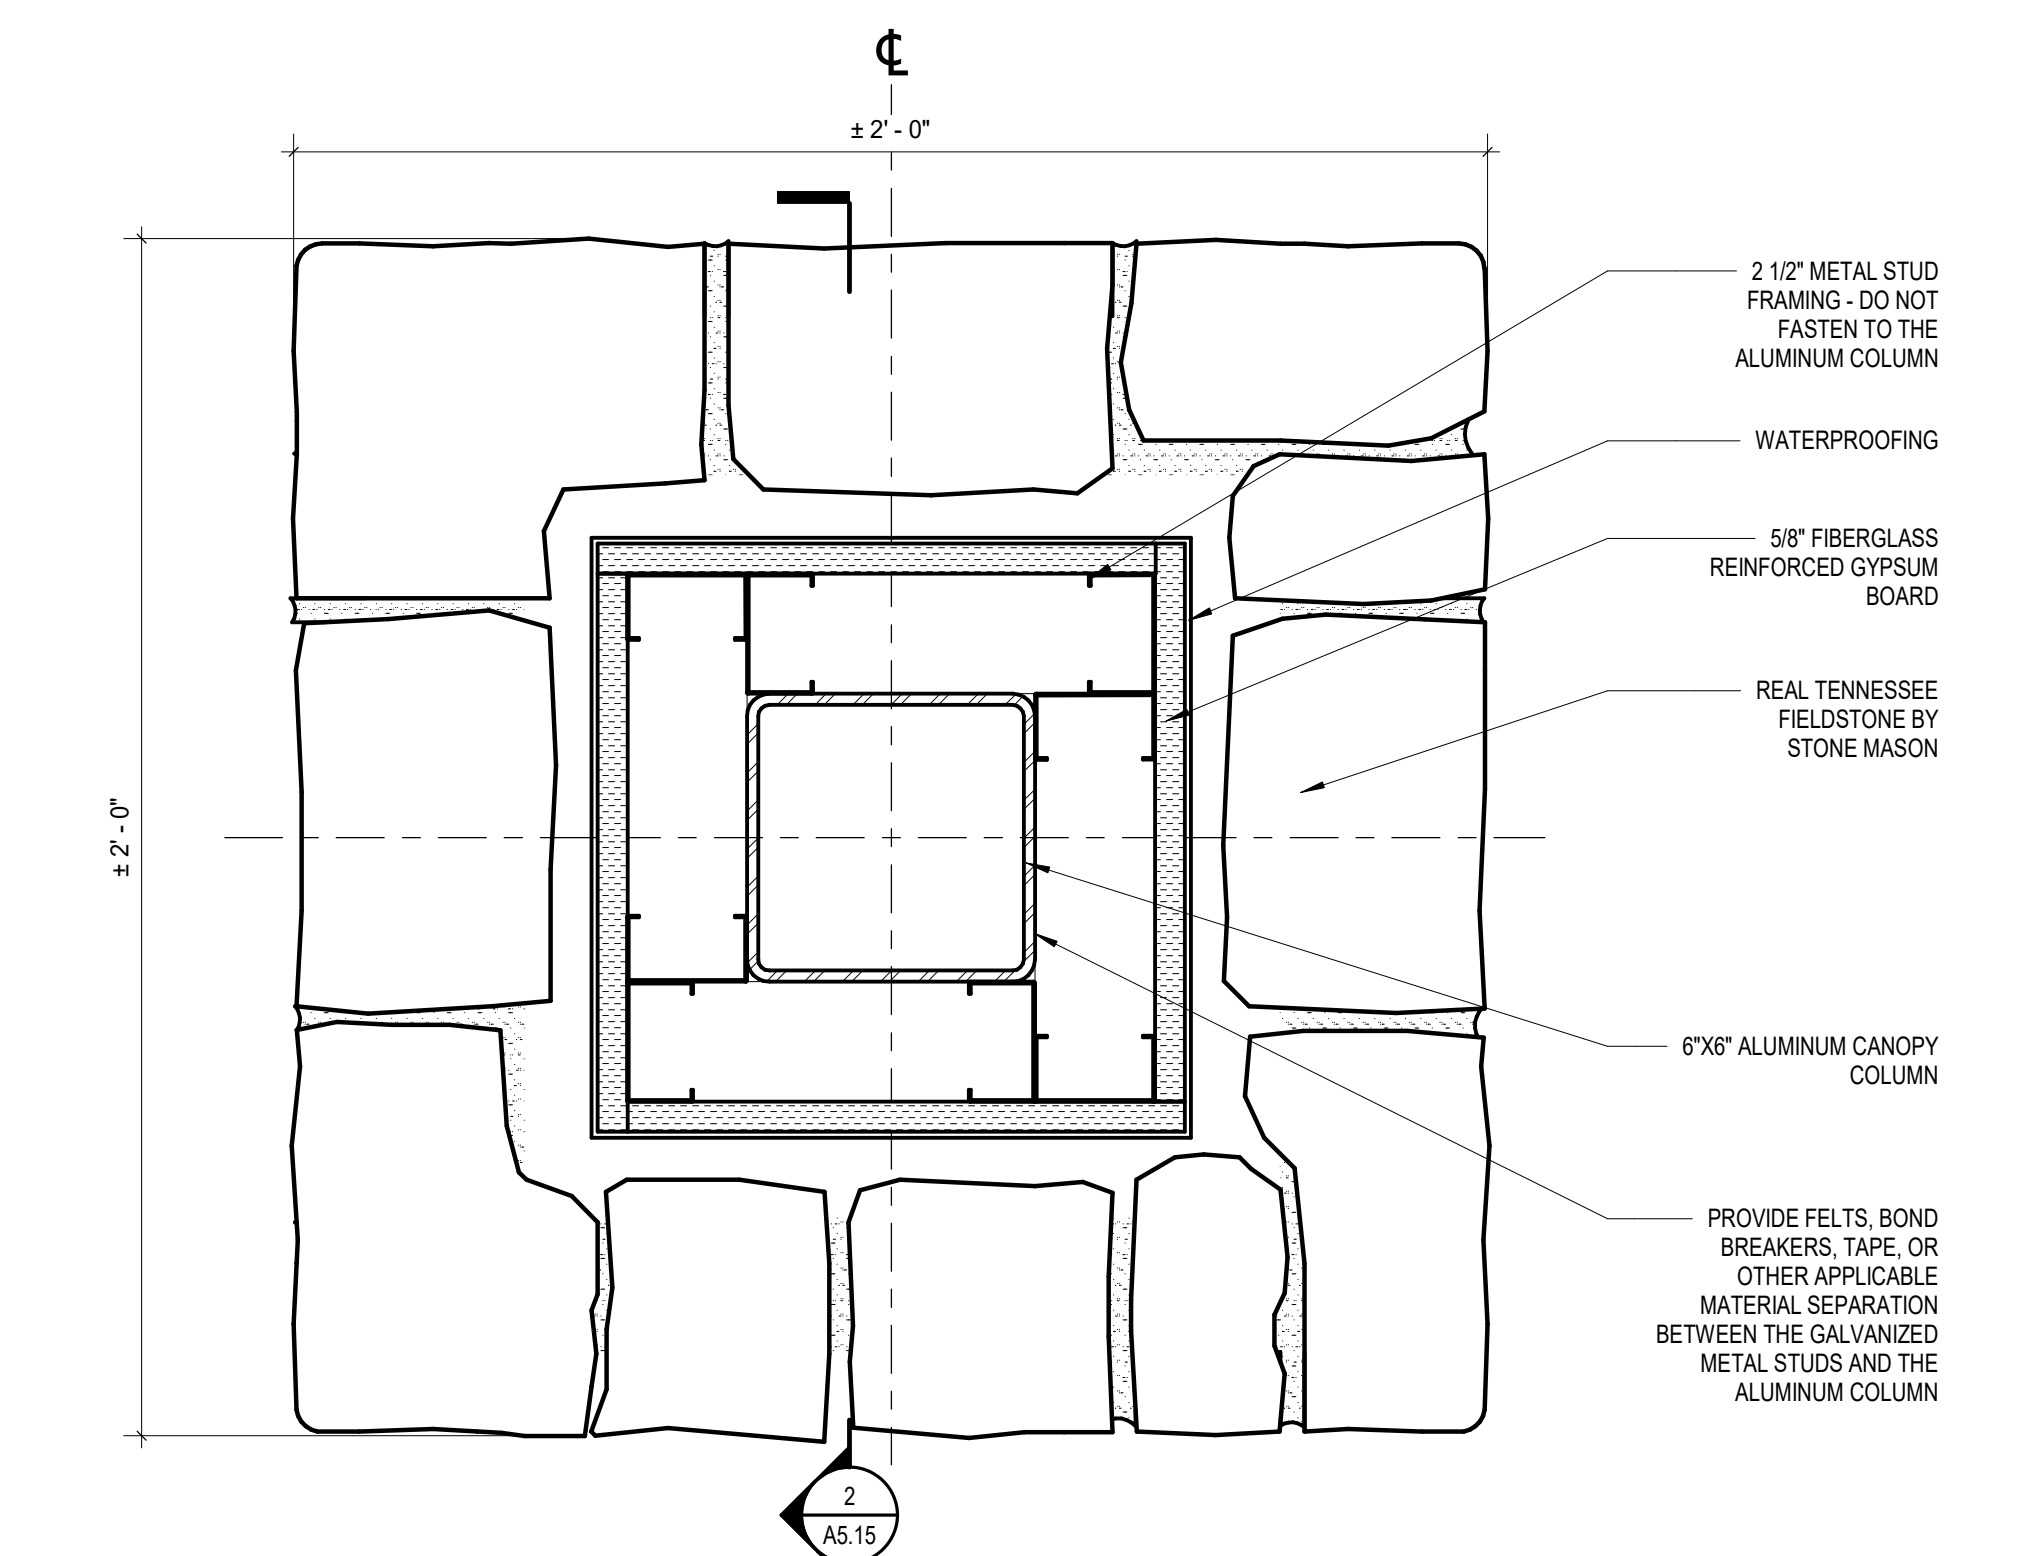 ℄
± 2' - 0"
± 2' - 0"
2 1/2" METAL STUD
FRAMING - DO NOT
FASTEN TO THE
ALUMINUM COLUMN
WATERPROOFING
5/8" FIBERGLASS
REINFORCED GYPSUM
BOARD
REAL TENNESSEE
FIELDSTONE BY
STONE MASON
6"X6" ALUMINUM CANOPY
COLUMN
PROVIDE FELTS, BOND
BREAKERS, TAPE, OR
OTHER APPLICABLE
MATERIAL SEPARATION
BETWEEN THE GALVANIZED
METAL STUDS AND THE
ALUMINUM COLUMN
2
A5.15